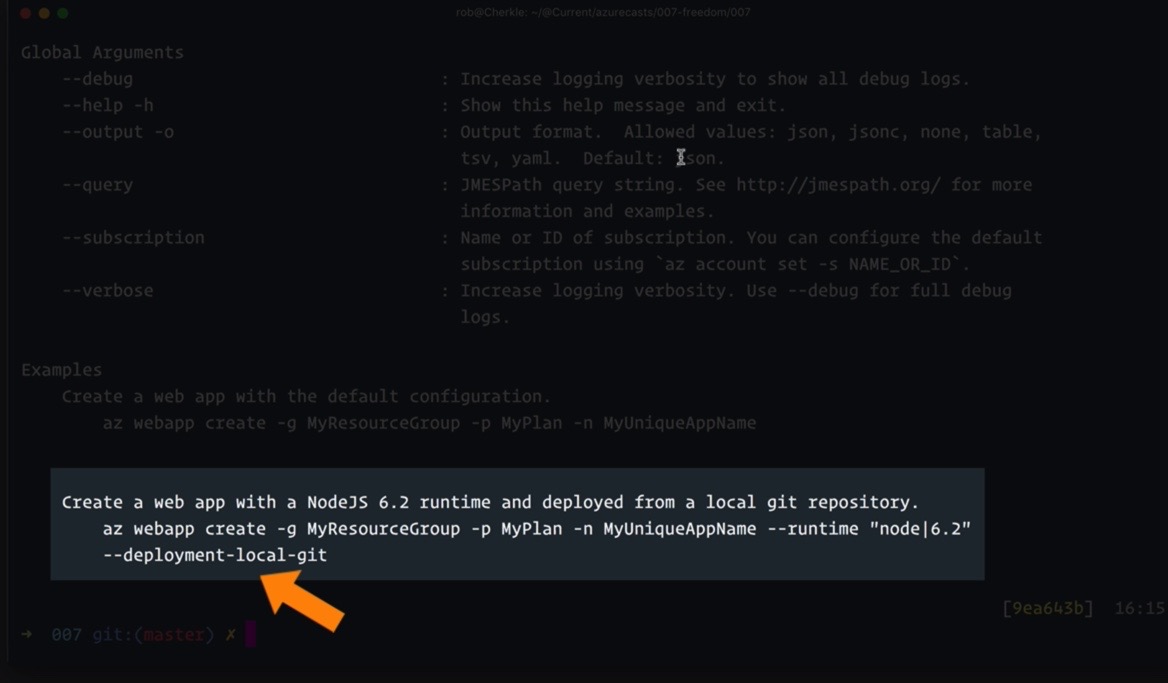 rob@Cherkle: ~/@Current/azurecasts/007-freedom/007
Global Arguments
--debug : Increase logging verbosity to show all debug logs.
--help -h : Show this help message and exit.
--output -o : Output format.  Allowed values: json, jsonc, none, table,
tsv, yaml.  Default: json.
--query : JMESPath query string. See http://jmespath.org/ for more
information and examples.
--subscription : Name or ID of subscription. You can configure the default
subscription using `az account set -s NAME_OR_ID`.
--verbose : Increase logging verbosity. Use --debug for full debug
logs.
Examples
Create a web app with the default configuration.
az webapp create -g MyResourceGroup -p MyPlan -n MyUniqueAppName
Create a web app with a NodeJS 6.2 runtime and deployed from a local git repository.
az webapp create -g MyResourceGroup -p MyPlan -n MyUniqueAppName --runtime "node|6.2"
--deployment-local-git
[9ea643b] 16:15
➜ 007 git:(master) ✗